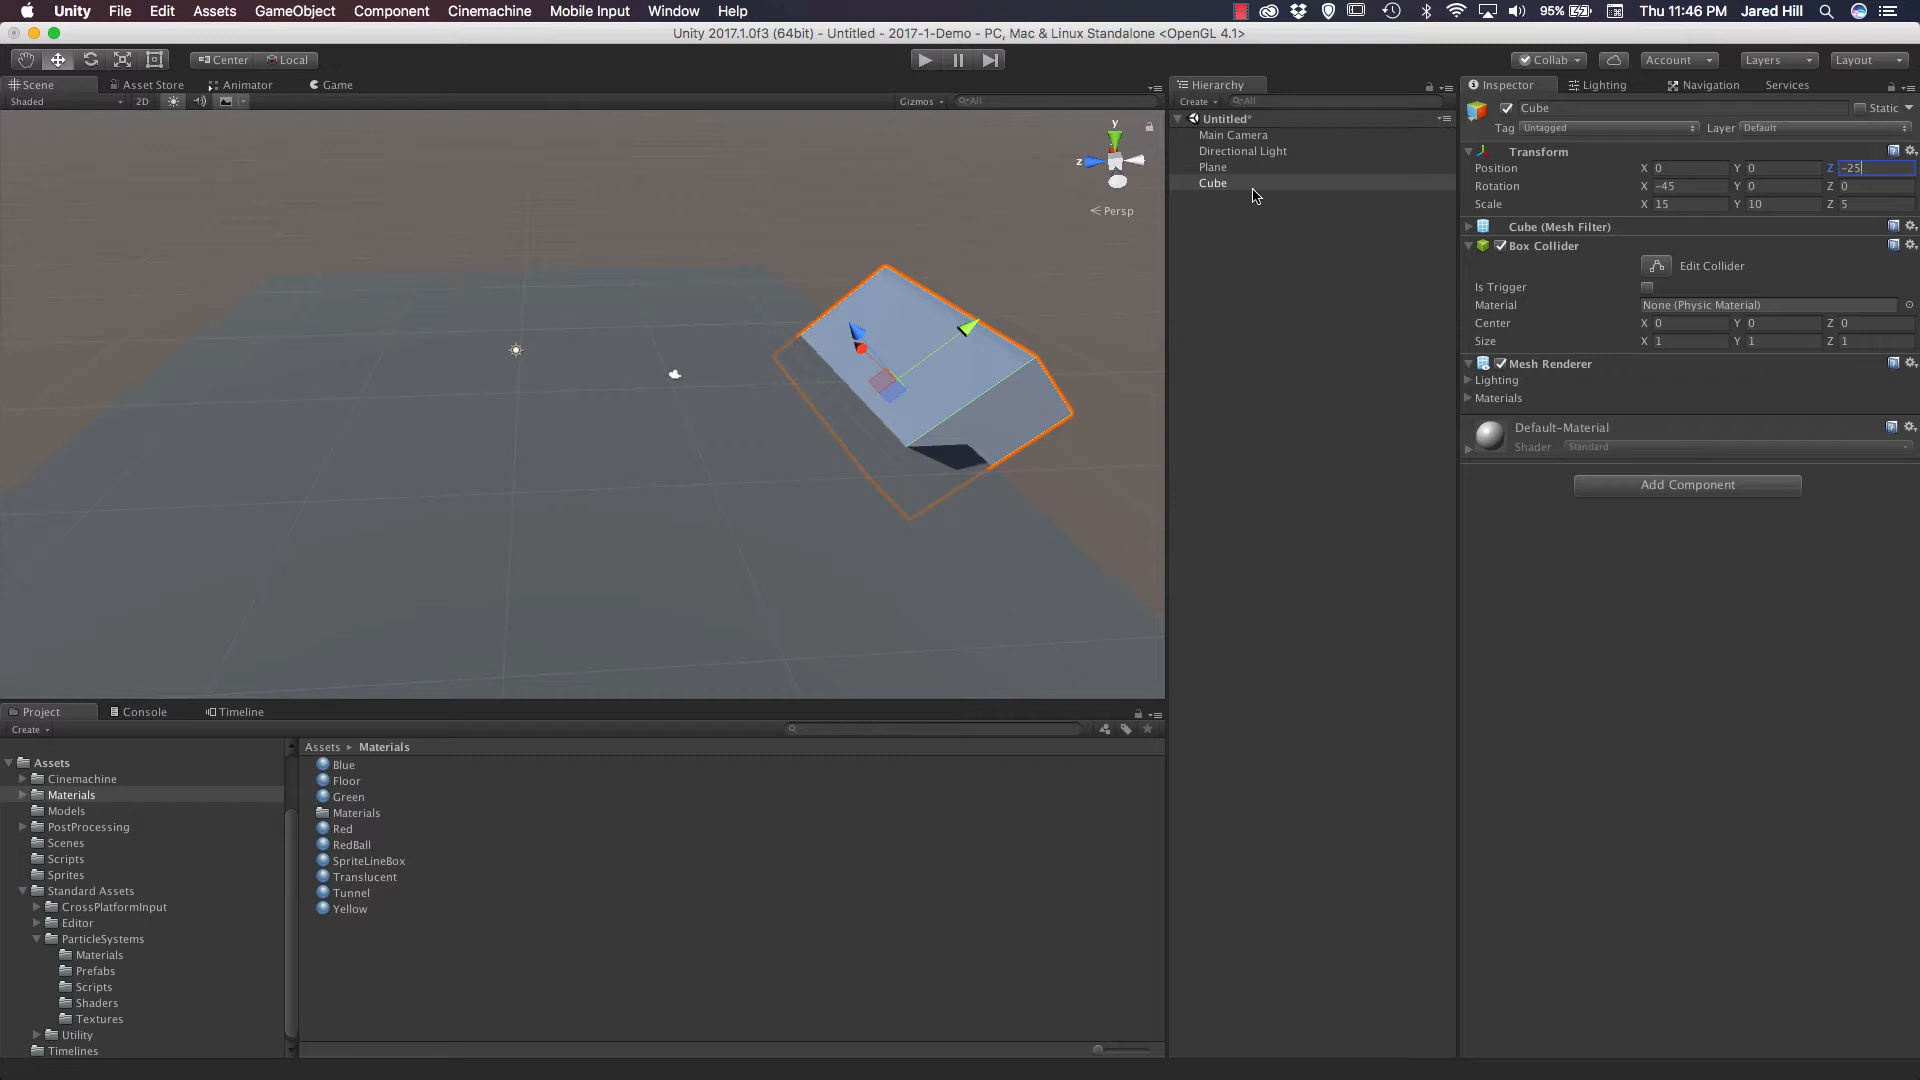 Unity File Edit Assets GameObject Component Cinemachine Mobile Input Window Help 95% Thu 11:46 PM Jared Hill
Unity 2017.1.0f3 (64bit) - Untitled - 2017-1-Demo - PC, Mac & Linux Standalone <OpenGL 4.1>
Center Local Collab Account Layers Layout
Scene Asset Store Animator Game
Shaded 2D Gizmos All
y
z
Persp
Hierarchy
Create All
Untitled*
Main Camera
Directional Light
Plane
Cube
Inspector Lighting Navigation Services
Cube Static
Tag Untagged Layer Default
Transform
Position X 0 Y 0 Z -25
Rotation X -45 Y 0 Z 0
Scale X 15 Y 10 Z 5
Cube (Mesh Filter)
Box Collider
Edit Collider
Is Trigger
Material None (Physic Material)
Center X 0 Y 0 Z 0
Size X 1 Y 1 Z 1
Mesh Renderer
Lighting
Materials
Default-Material
Shader Standard
Add Component
Project Console Timeline
Create
Assets
Cinemachine
Materials
Models
PostProcessing
Scenes
Scripts
Sprites
Standard Assets
CrossPlatformInput
Editor
ParticleSystems
Materials
Prefabs
Scripts
Shaders
Textures
Utility
Timelines
Assets Materials
Blue
Floor
Green
Materials
Red
RedBall
SpriteLineBox
Translucent
Tunnel
Yellow